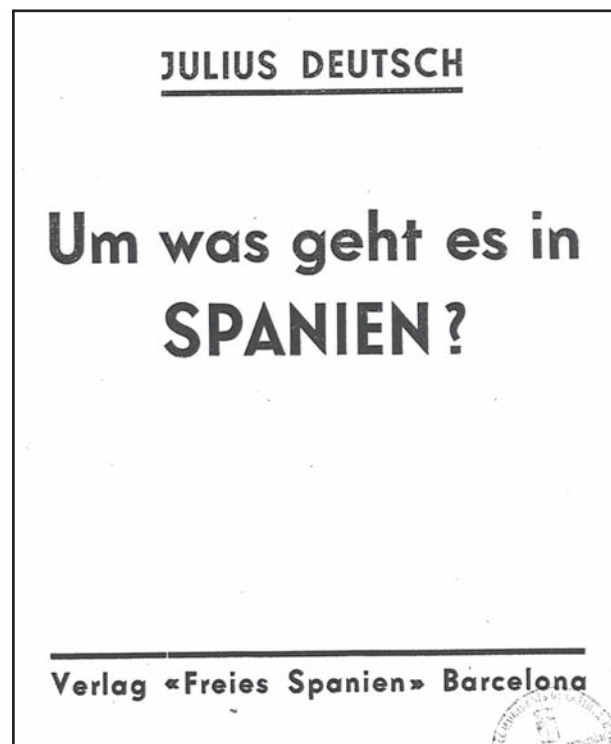 JULIUS DEUTSCH
Um was geht es in
SPANIEN?
Verlag «Freies Spanien» Barcelona